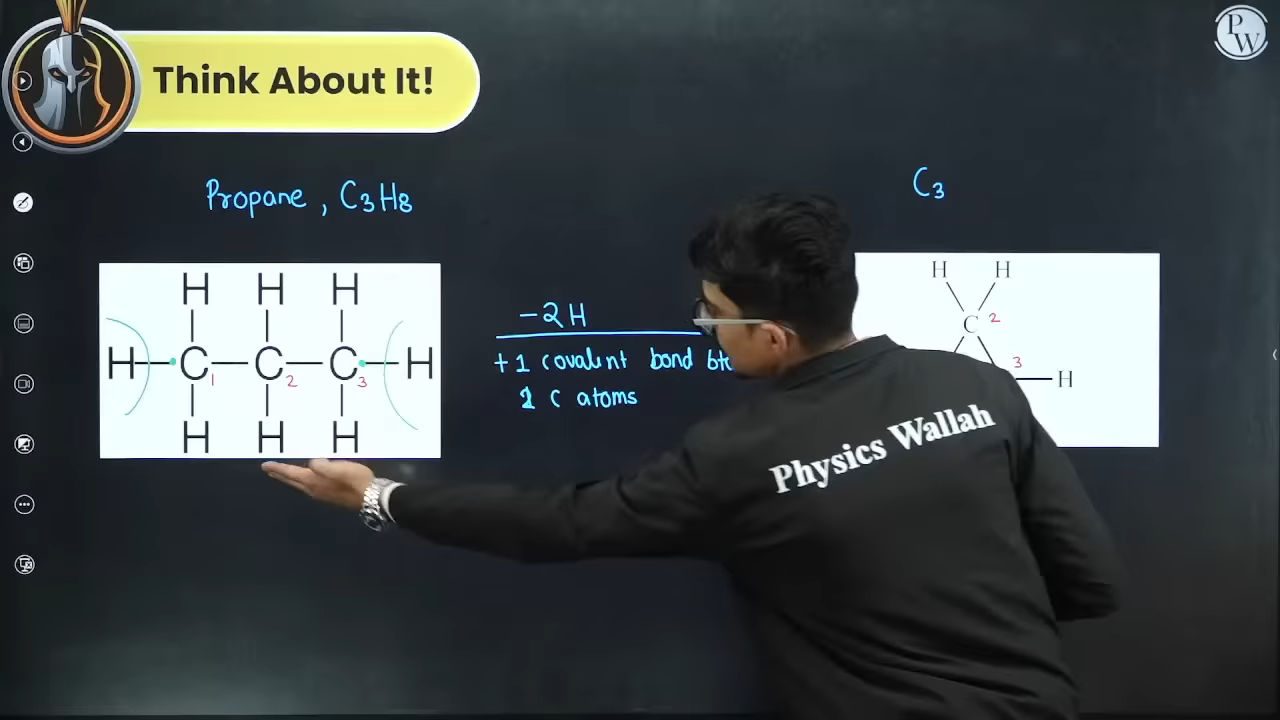 Think About It!
PW
Propane, C3H8
C3
H H H
H C C C H
1 2 3
H H H
-2H
+1 covalent bond
2 C atoms
H H
C 2
3
H
Physics Wallah